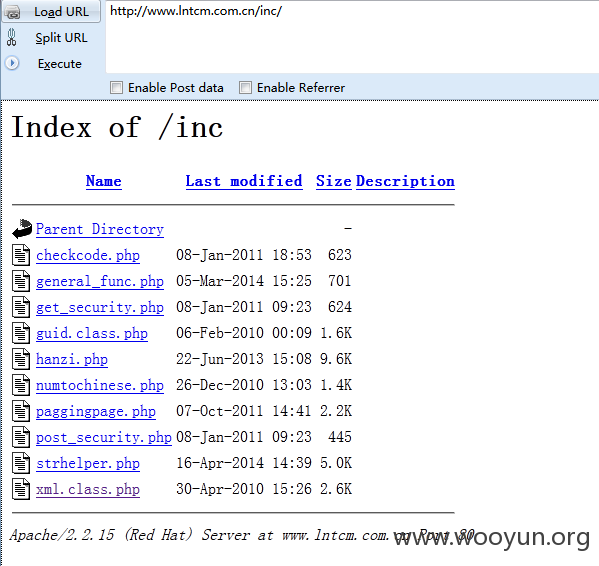 Load URL
http://www.lntcm.com.cn/inc/
Split URL
Execute
Enable Post data Enable Referrer
Index of /inc
Name Last modified Size Description
Parent Directory -
checkcode.php 08-Jan-2011 18:53 623
general_func.php 05-Mar-2014 15:25 701
get_security.php 08-Jan-2011 09:23 624
guid.class.php 06-Feb-2010 00:09 1.6K
hanzi.php 22-Jun-2013 15:08 9.6K
numtochinese.php 26-Dec-2010 13:03 1.4K
paggingpage.php 07-Oct-2011 14:41 2.2K
post_security.php 08-Jan-2011 09:23 445
strhelper.php 16-Apr-2014 14:39 5.0K
xml.class.php 30-Apr-2010 15:26 2.6K
Apache/2.2.15 (Red Hat) Server at www.lntcm.com.cn Port 80
www.wooyun.org